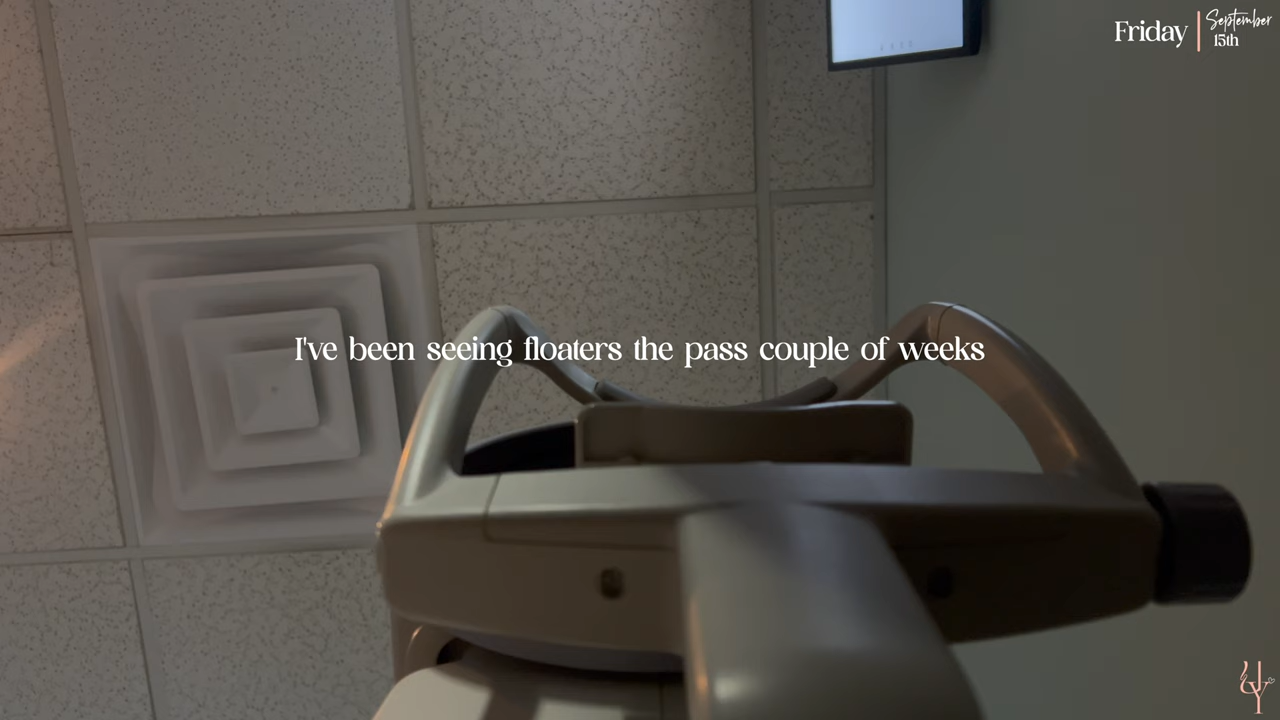 Friday
September
15th
I've been seeing floaters the pass couple of weeks